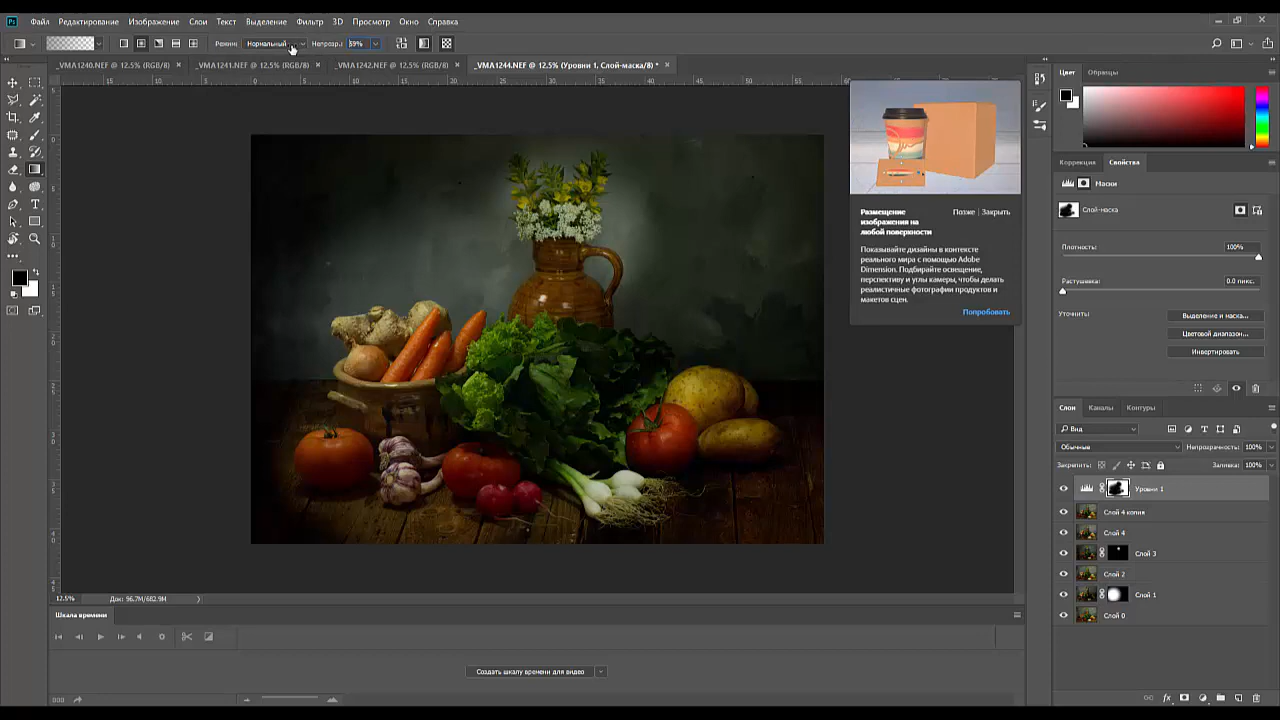 Ps Файл Редактирование Изображение Слои Текст Выделение Фильтр 3D Просмотр Окно Справка
Режим: Нормальный Непрозр.: 59%
_VMA1240.NEF @ 12.5% (RGB/8) × _VMA1241.NEF @ 12.5% (RGB/8) × _VMA1242.NEF @ 12.5% (RGB/8) × _VMA1244.NEF @ 12.5% (Уровни 1, Слой-маска/8) * ×
Цвет Образцы
Коррекция Свойства
Маски
Слой-маска
Плотность: 100%
Растушевка: 0.0 пикс.
Уточнить: Выделение и маска...
Цветовой диапазон...
Инвертировать
Размещение изображения на любой поверхности
Позже | Закрыть
Показывайте дизайны в контексте
реального мира с помощью Adobe
Dimension. Подбирайте освещение,
перспективу и углы камеры, чтобы делать
реалистичные фотографии продуктов и
макетов сцен.
Попробовать
Слои Каналы Контуры
Вид
Обычные Непрозрачность: 100%
Закрепить: Заливка: 100%
Уровни 1
Слой 4 копия
Слой 4
Слой 3
Слой 2
Слой 1
Слой 0
12.5% Док: 96.7M/682.9M
Шкала времени
Создать шкалу времени для видео